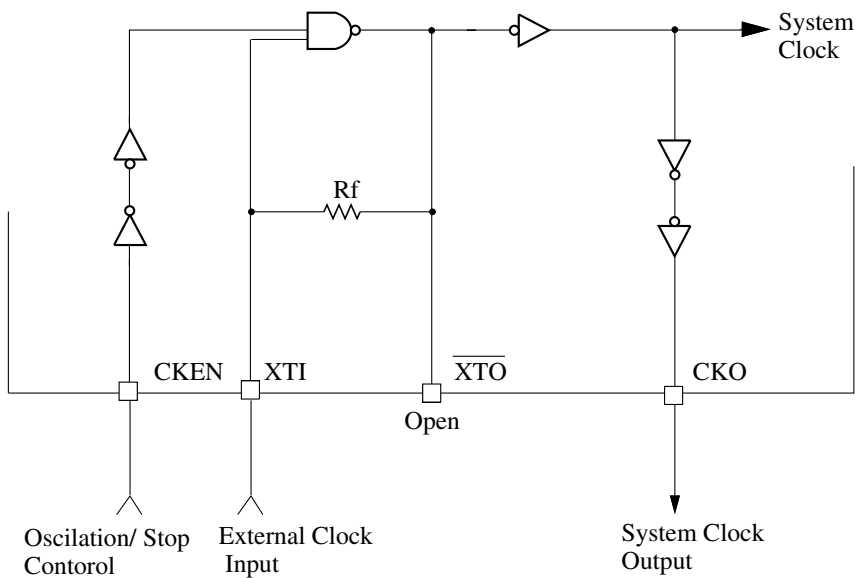 System
Clock
Rf
CKEN
XTI
XTO
CKO
Open
Oscilation/ Stop
Contorol
External Clock
Input
System Clock
Output